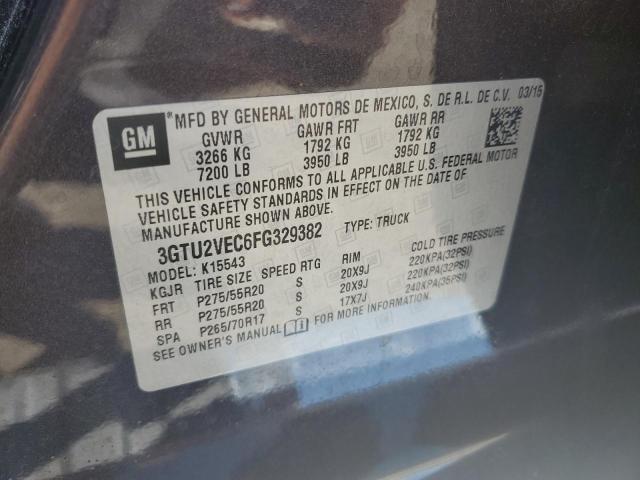 GM
® MFD BY GENERAL MOTORS DE MEXICO, S. DE R.L. DE C.V. 03/15
GVWR GAWR FRT GAWR RR
3266 KG 1792 KG 1792 KG
7200 LB 3950 LB 3950 LB
THIS VEHICLE CONFORMS TO ALL APPLICABLE U.S. FEDERAL MOTOR
VEHICLE SAFETY STANDARDS IN EFFECT ON THE DATE OF
MANUFACTURE SHOWN ABOVE.
3GTU2VEC6FG329382 TYPE: TRUCK
MODEL: K15543
KGJR TIRE SIZE SPEED RTG RIM COLD TIRE PRESSURE
FRT P275/55R20 S 20X9J 220KPA(32PSI)
RR P275/55R20 S 20X9J 220KPA(32PSI)
SPA P265/70R17 S 17X7J 240KPA(35PSI)
SEE OWNER'S MANUAL FOR MORE INFORMATION.